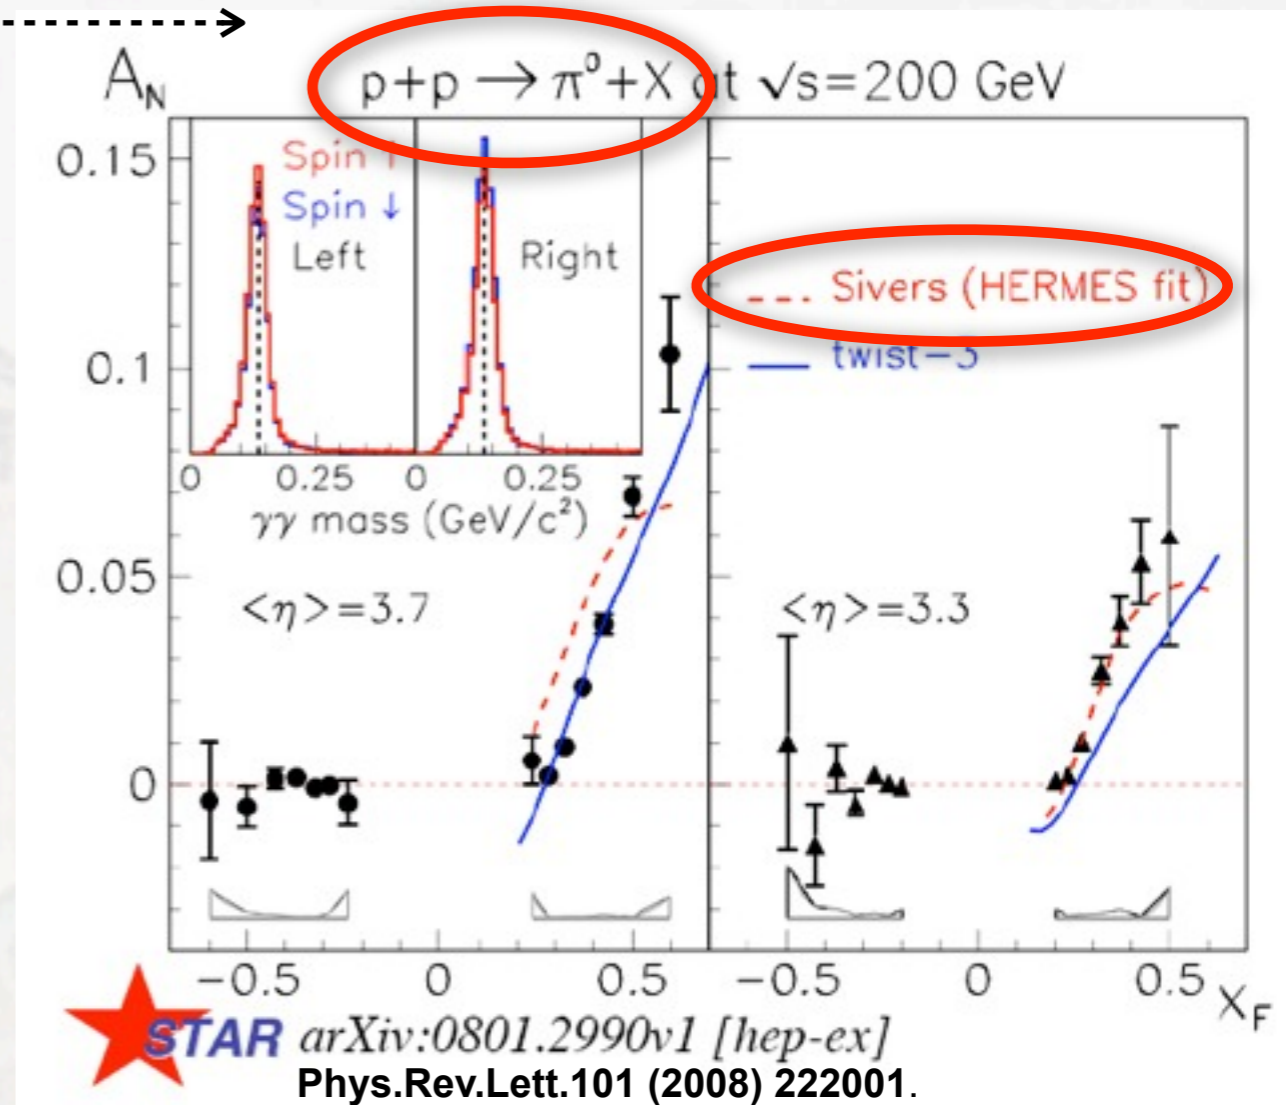 A_N
p+p → π⁰+X at √s=200 GeV
0.15
0.1
0.05
0
Spin ↑
Spin ↓
Left
Right
0
0.25
0
0.25
γγ mass (GeV/c²)
<η>=3.7
Sivers (HERMES fit)
twist-3
<η>=3.3
−0.5
0
0.5
−0.5
0
0.5
X_F
STAR arXiv:0801.2990v1 [hep-ex]
Phys.Rev.Lett.101 (2008) 222001.